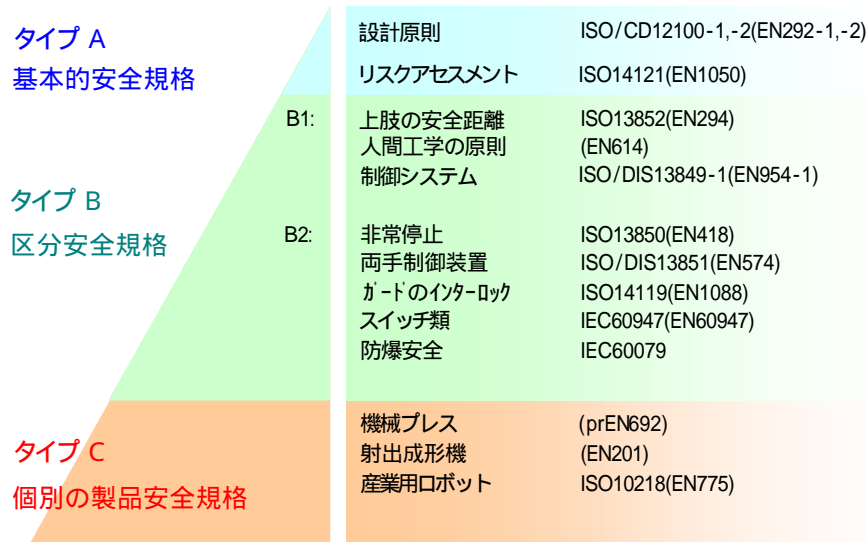 タイプ A
基本的安全規格
設計原則 ISO/CD12100-1,-2(EN292-1,-2)
リスクアセスメント ISO14121(EN1050)
タイプ B
区分安全規格
B1: 上肢の安全距離 ISO13852(EN294)
人間工学の原則 (EN614)
制御システム ISO/DIS13849-1(EN954-1)
B2: 非常停止 ISO13850(EN418)
両手制御装置 ISO/DIS13851(EN574)
ガードのインターロック ISO14119(EN1088)
スイッチ類 IEC60947(EN60947)
防爆安全 IEC60079
タイプ C
個別の製品安全規格
機械プレス (prEN692)
射出成形機 (EN201)
産業用ロボット ISO10218(EN775)